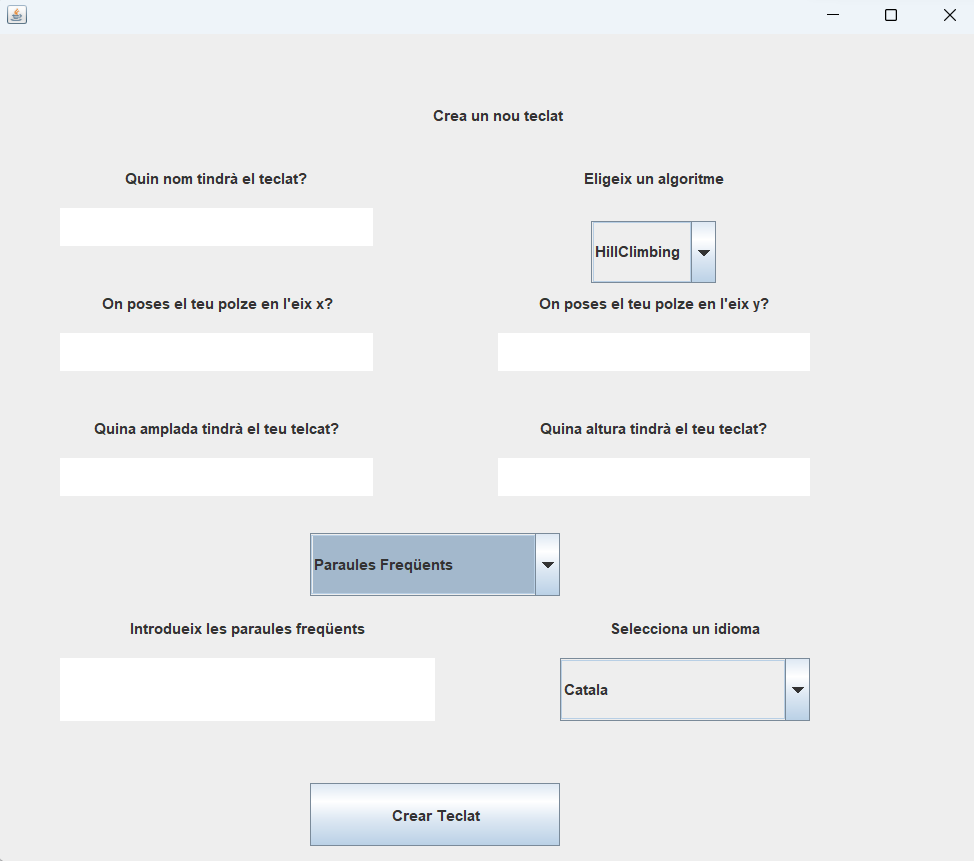 Crea un nou teclat
Quin nom tindrà el teclat?
Eligeix un algoritme
HillClimbing
On poses el teu polze en l'eix x?
On poses el teu polze en l'eix y?
Quina amplada tindrà el teu telcat?
Quina altura tindrà el teu teclat?
Paraules Freqüents
Introdueix les paraules freqüents
Selecciona un idioma
Catala
Crear Teclat